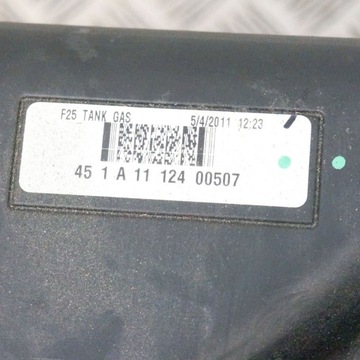 F25 TANK GAS 5/4/2011 12:23
45 1 A 11 124 00507